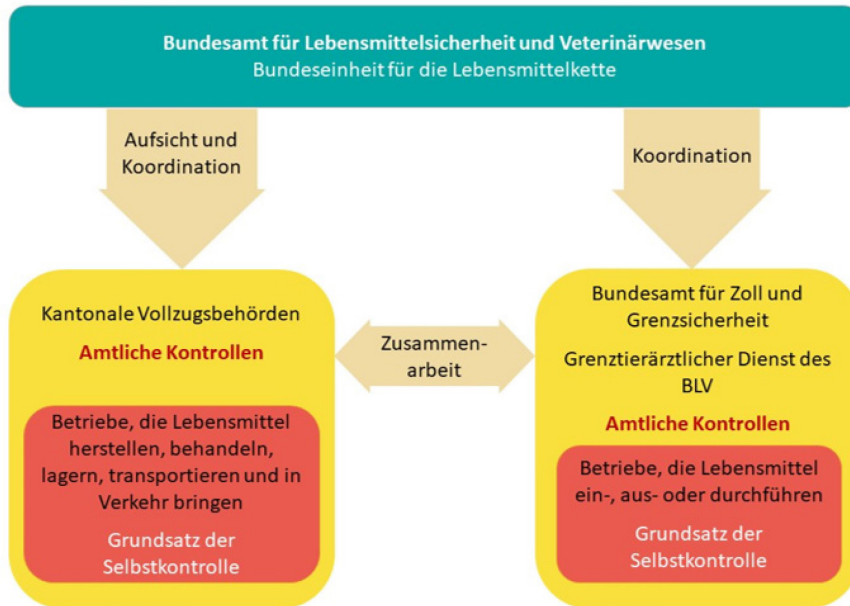 Bundesamt für Lebensmittelsicherheit und Veterinärwesen
Bundeseinheit für die Lebensmittelkette
Aufsicht und
Koordination
Koordination
Kantonale Vollzugsbehörden
Amtliche Kontrollen
Betriebe, die Lebensmittel
herstellen, behandeln,
lagern, transportieren und in
Verkehr bringen
Grundsatz der
Selbstkontrolle
Zusammen-
arbeit
Bundesamt für Zoll und
Grenzsicherheit
Grenztierärztlicher Dienst des
BLV
Amtliche Kontrollen
Betriebe, die Lebensmittel
ein-, aus- oder durchführen
Grundsatz der
Selbstkontrolle